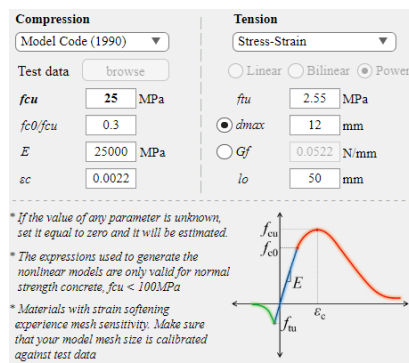 Compression
Tension
Model Code (1990)
Stress-Strain
Test data browse
Linear Bilinear Power
fcu 25 MPa
ftu 2.55 MPa
fc0/fcu 0.3
dmax 12 mm
E 25000 MPa
Gf 0.0522 N/mm
εc 0.0022
lo 50 mm
* If the value of any parameter is unknown,
set it equal to zero and it will be estimated.
* The expressions used to generate the
nonlinear models are only valid for normal
strength concrete, fcu < 100MPa
* Materials with strain softening
experience mesh sensitivity. Make sure
that your model mesh size is calibrated
against test data
fcu
fc0
E
εc
ftu